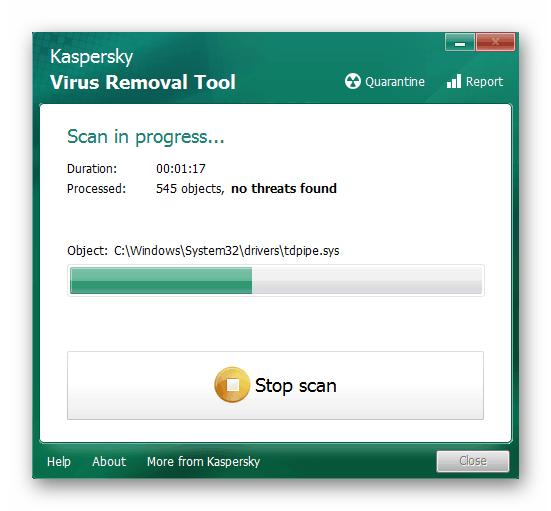 Kaspersky
Virus Removal Tool
Quarantine Report
Scan in progress...
Duration: 00:01:17
Processed: 545 objects, no threats found
Object: C:\Windows\System32\drivers\tdpipe.sys
Stop scan
Help About More from Kaspersky Close